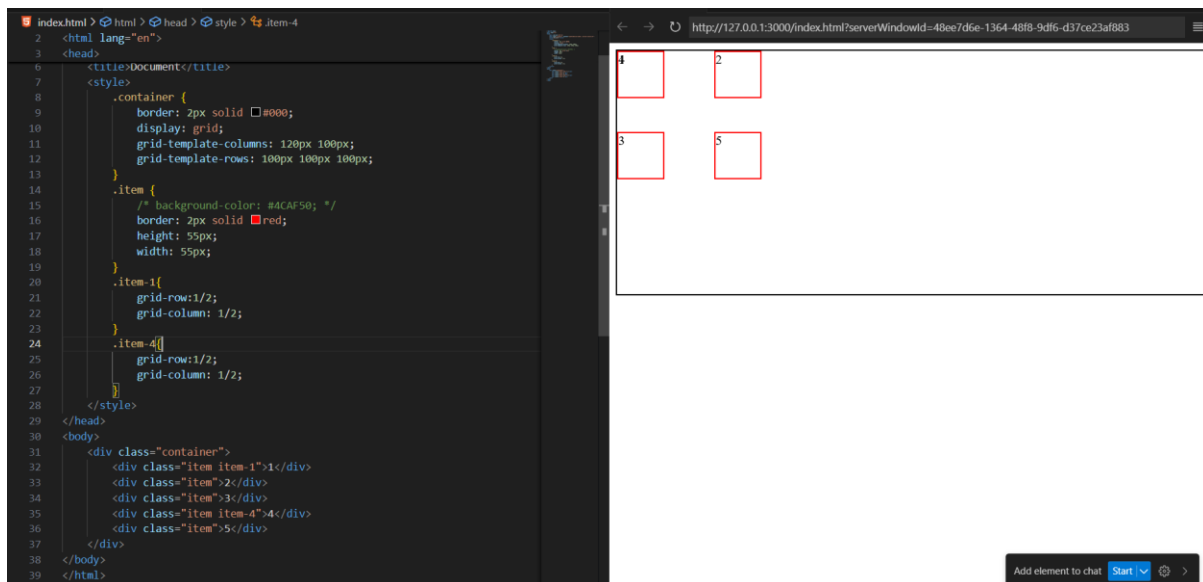 index.html > html > head > style > .item-4
2 <html lang="en">
3 <head>
6 <title>Document</title>
7 <style>
8 .container {
9 border: 2px solid #000;
10 display: grid;
11 grid-template-columns: 120px 100px;
12 grid-template-rows: 100px 100px 100px;
13 }
14 .item {
15 /* background-color: #4CAF50; */
16 border: 2px solid red;
17 height: 55px;
18 width: 55px;
19 }
20 .item-1{
21 grid-row:1/2;
22 grid-column: 1/2;
23 }
24 .item-4{
25 grid-row:1/2;
26 grid-column: 1/2;
27 }
28 </style>
29 </head>
30 <body>
31 <div class="container">
32 <div class="item item-1">1</div>
33 <div class="item">2</div>
34 <div class="item">3</div>
35 <div class="item item-4">4</div>
36 <div class="item">5</div>
37 </div>
38 </body>
39 </html>
http://127.0.0.1:3000/index.html?serverWindowId=48ee7d6e-1364-48f8-9df6-d37ce23af883
2
3 5
Add element to chat Start